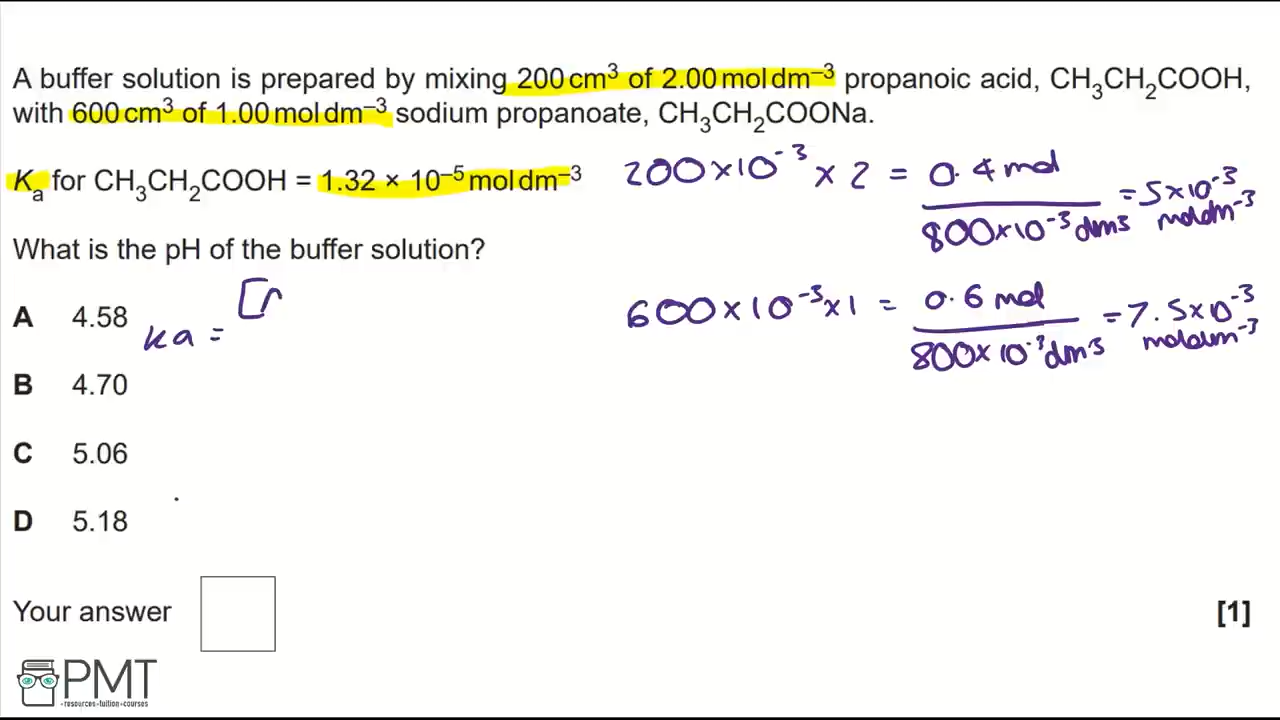 A buffer solution is prepared by mixing 200 cm³ of 2.00 mol dm⁻³ propanoic acid, CH₃CH₂COOH,
with 600 cm³ of 1.00 mol dm⁻³ sodium propanoate, CH₃CH₂COONa.
Kₐ for CH₃CH₂COOH = 1.32 × 10⁻⁵ mol dm⁻³
200×10⁻³ × 2 = 0.4 mol / 800×10⁻³ dm³ = 5×10⁻³ moldm⁻³
What is the pH of the buffer solution?
600×10⁻³ ×1 = 0.6 mol / 800×10⁻³ dm³ = 7.5×10⁻³ moldm⁻³
A 4.58
ka = [
B 4.70
C 5.06
D 5.18
Your answer
[1]
PMT
•resources•tuition•courses